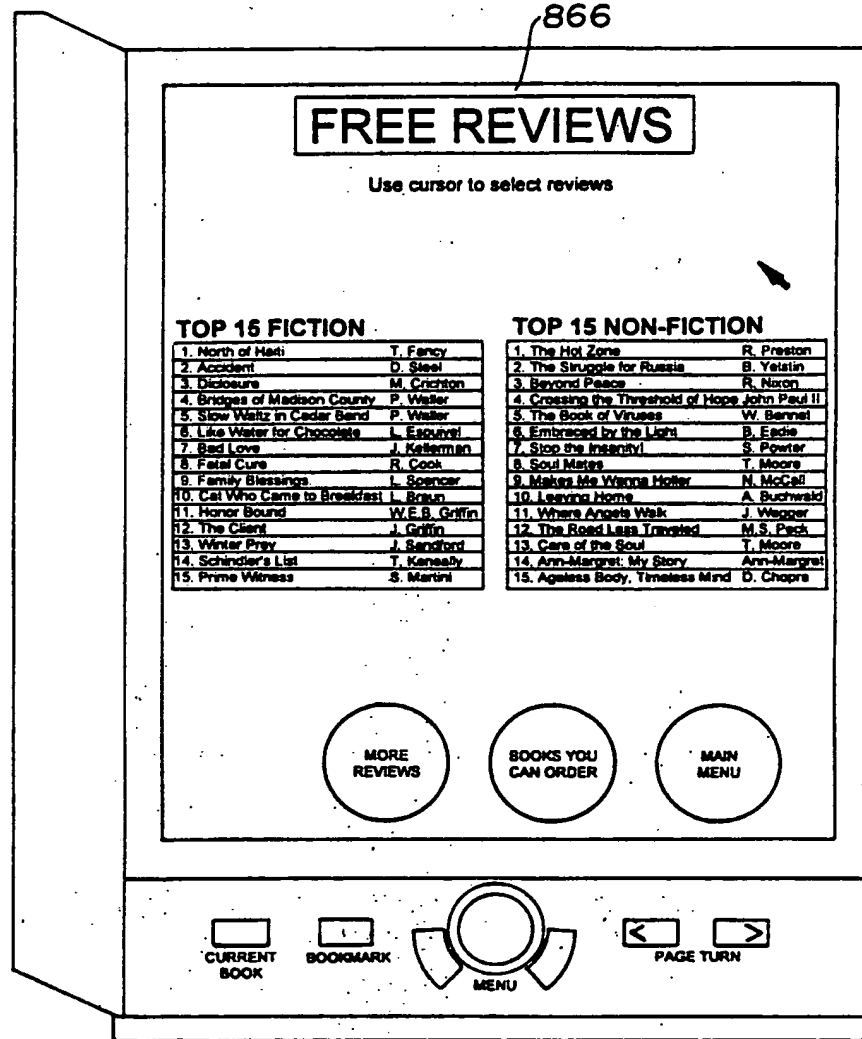 866
FREE REVIEWS
Use cursor to select reviews
TOP 15 FICTION
1. North of Haiti T. Fancy
2. Accident D. Steel
3. Diclosure M. Crichton
4. Bridges of Madison County P. Waller
5. Slow Waltz in Cedar Bend P. Waller
6. Like Water for Chocolate L. Esquivel
7. Bad Love J. Kellerman
8. Fatal Cure R. Cook
9. Family Blessings L. Spencer
10. Cat Who Came to Breakfast L. Braun
11. Honor Bound W.E.B. Griffin
12. The Client J. Griffin
13. Winter Prey J. Sandford
14. Schindler's List T. Keneally
15. Prime Witness S. Martini
TOP 15 NON-FICTION
1. The Hot Zone R. Preston
2. The Struggle for Russia B. Yelstin
3. Beyond Peace R. Nixon
4. Crossing the Threshold of Hope John Paul II
5. The Book of Viruses W. Bennet
6. Embraced by the Light B. Eadie
7. Stop the Insanity! S. Powter
8. Soul Mates T. Moore
9. Makes Me Wanna Holler N. McCall
10. Leaving Home A. Buchwald
11. Where Angels Walk J. Wagger
12. The Road Less Traveled M.S. Peck
13. Care of the Soul T. Moore
14. Ann-Margret: My Story Ann-Margret
15. Ageless Body, Timeless Mind D. Chopra
MORE
REVIEWS
BOOKS YOU
CAN ORDER
MAIN
MENU
CURRENT
BOOK
BOOKMARK
MENU
< >
PAGE TURN